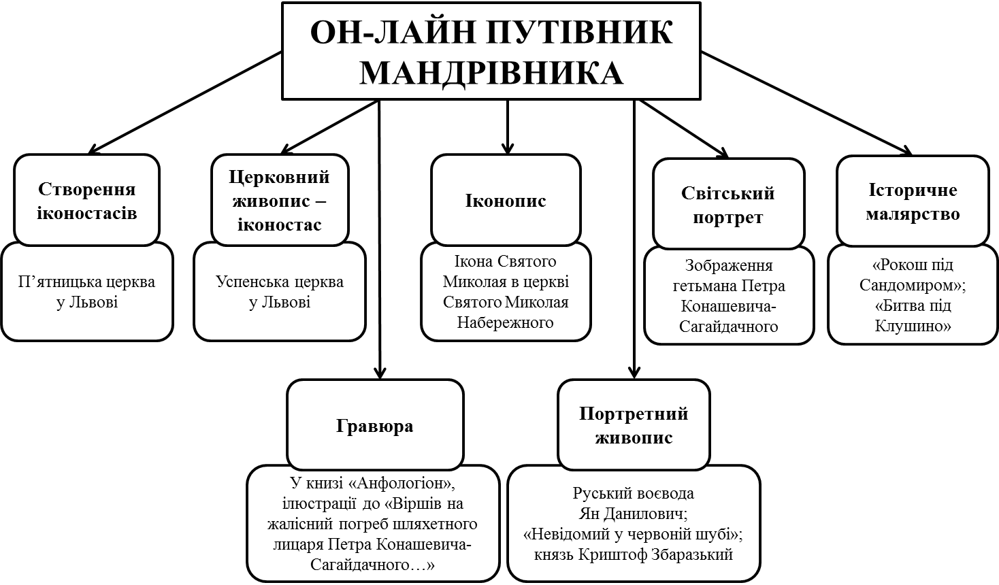 ОН-ЛАЙН ПУТІВНИК
МАНДРІВНИКА
Створення
іконостасів
П’ятницька церква
у Львові
Церковний
живопис –
іконостас
Успенська церква
у Львові
Іконопис
Ікона Святого
Миколая в церкві
Святого Миколая
Набережного
Світський
портрет
Зображення
гетьмана Петра
Конашевича-
Сагайдачного
Історичне
малярство
«Рокош під
Сандомиром»;
«Битва під
Клушино»
Гравюра
У книзі «Анфологіон»,
ілюстрації до «Віршів на
жалісний погреб шляхетного
лицаря Петра Конашевича-
Сагайдачного…»
Портретний
живопис
Руський воєвода
Ян Данилович;
«Невідомий у червоній шубі»;
князь Криштоф Збаразький